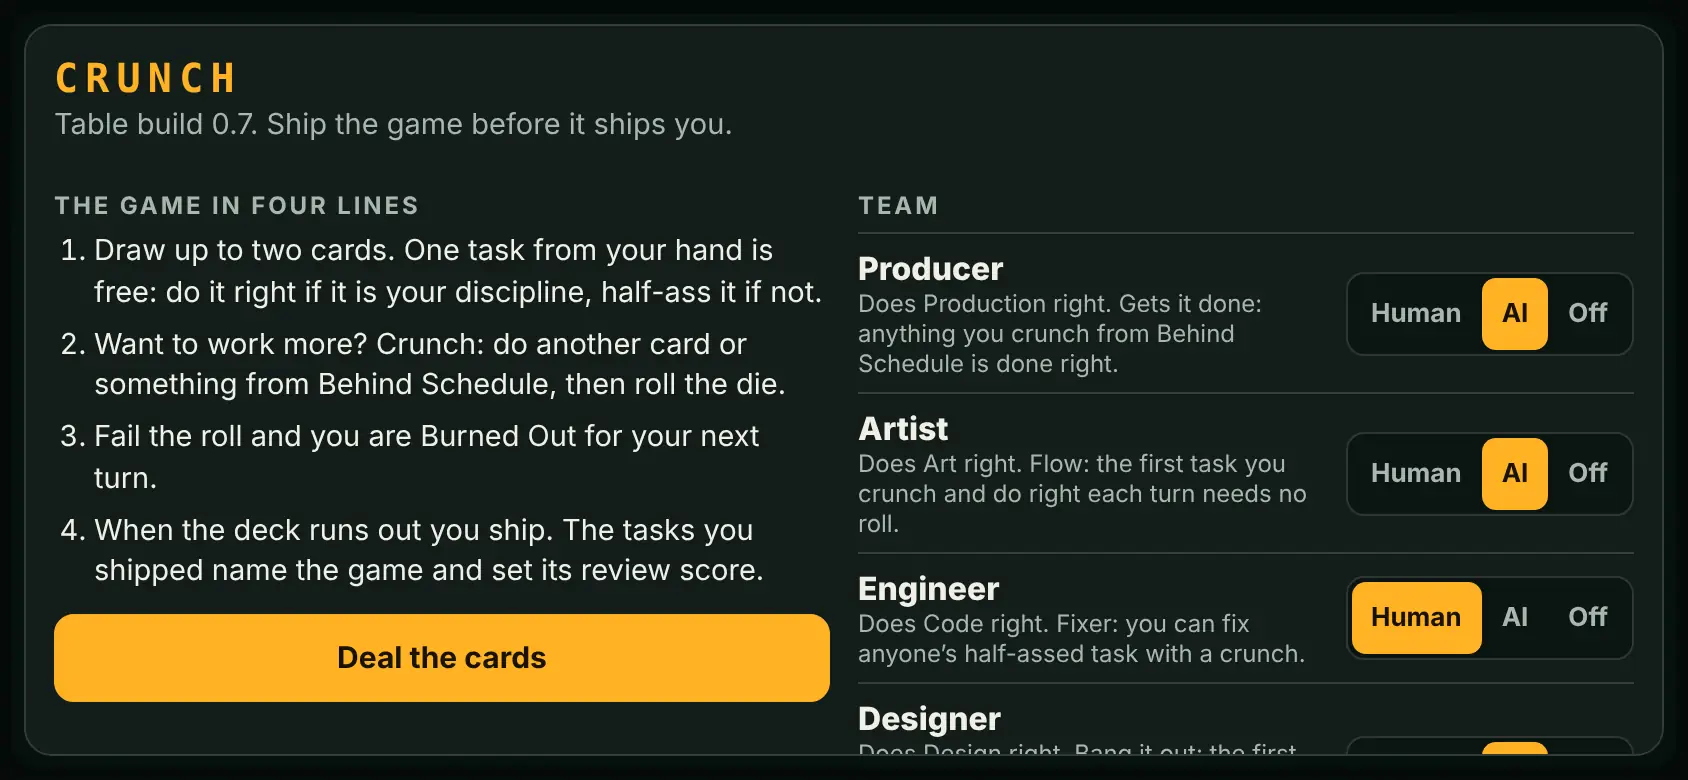 CRUNCH
Table build 0.7. Ship the game before it ships you.
THE GAME IN FOUR LINES
1. Draw up to two cards. One task from your hand is
free: do it right if it is your discipline, half-ass it if not.
2. Want to work more? Crunch: do another card or
something from Behind Schedule, then roll the die.
3. Fail the roll and you are Burned Out for your next
turn.
4. When the deck runs out you ship. The tasks you
shipped name the game and set its review score.
Deal the cards
TEAM
Producer
Does Production right. Gets it done:
anything you crunch from Behind
Schedule is done right.
Human AI Off
Artist
Does Art right. Flow: the first task you
crunch and do right each turn needs no
roll.
Human AI Off
Engineer
Does Code right. Fixer: you can fix
anyone’s half-assed task with a crunch.
Human AI Off
Designer
Does Design right. Bang it out: the first